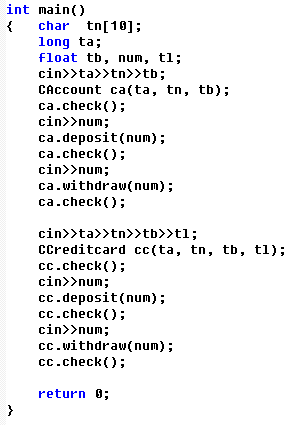 int main()
{    char  tn[10];
    long ta;
    float tb, num, tl;
    cin>>ta>>tn>>tb;
    CAccount ca(ta, tn, tb);
    ca.check();
    cin>>num;
    ca.deposit(num);
    ca.check();
    cin>>num;
    ca.withdraw(num);
    ca.check();

    cin>>ta>>tn>>tb>>tl;
    CCreditcard cc(ta, tn, tb, tl);
    cc.check();
    cin>>num;
    cc.deposit(num);
    cc.check();
    cin>>num;
    cc.withdraw(num);
    cc.check();

    return 0;
}